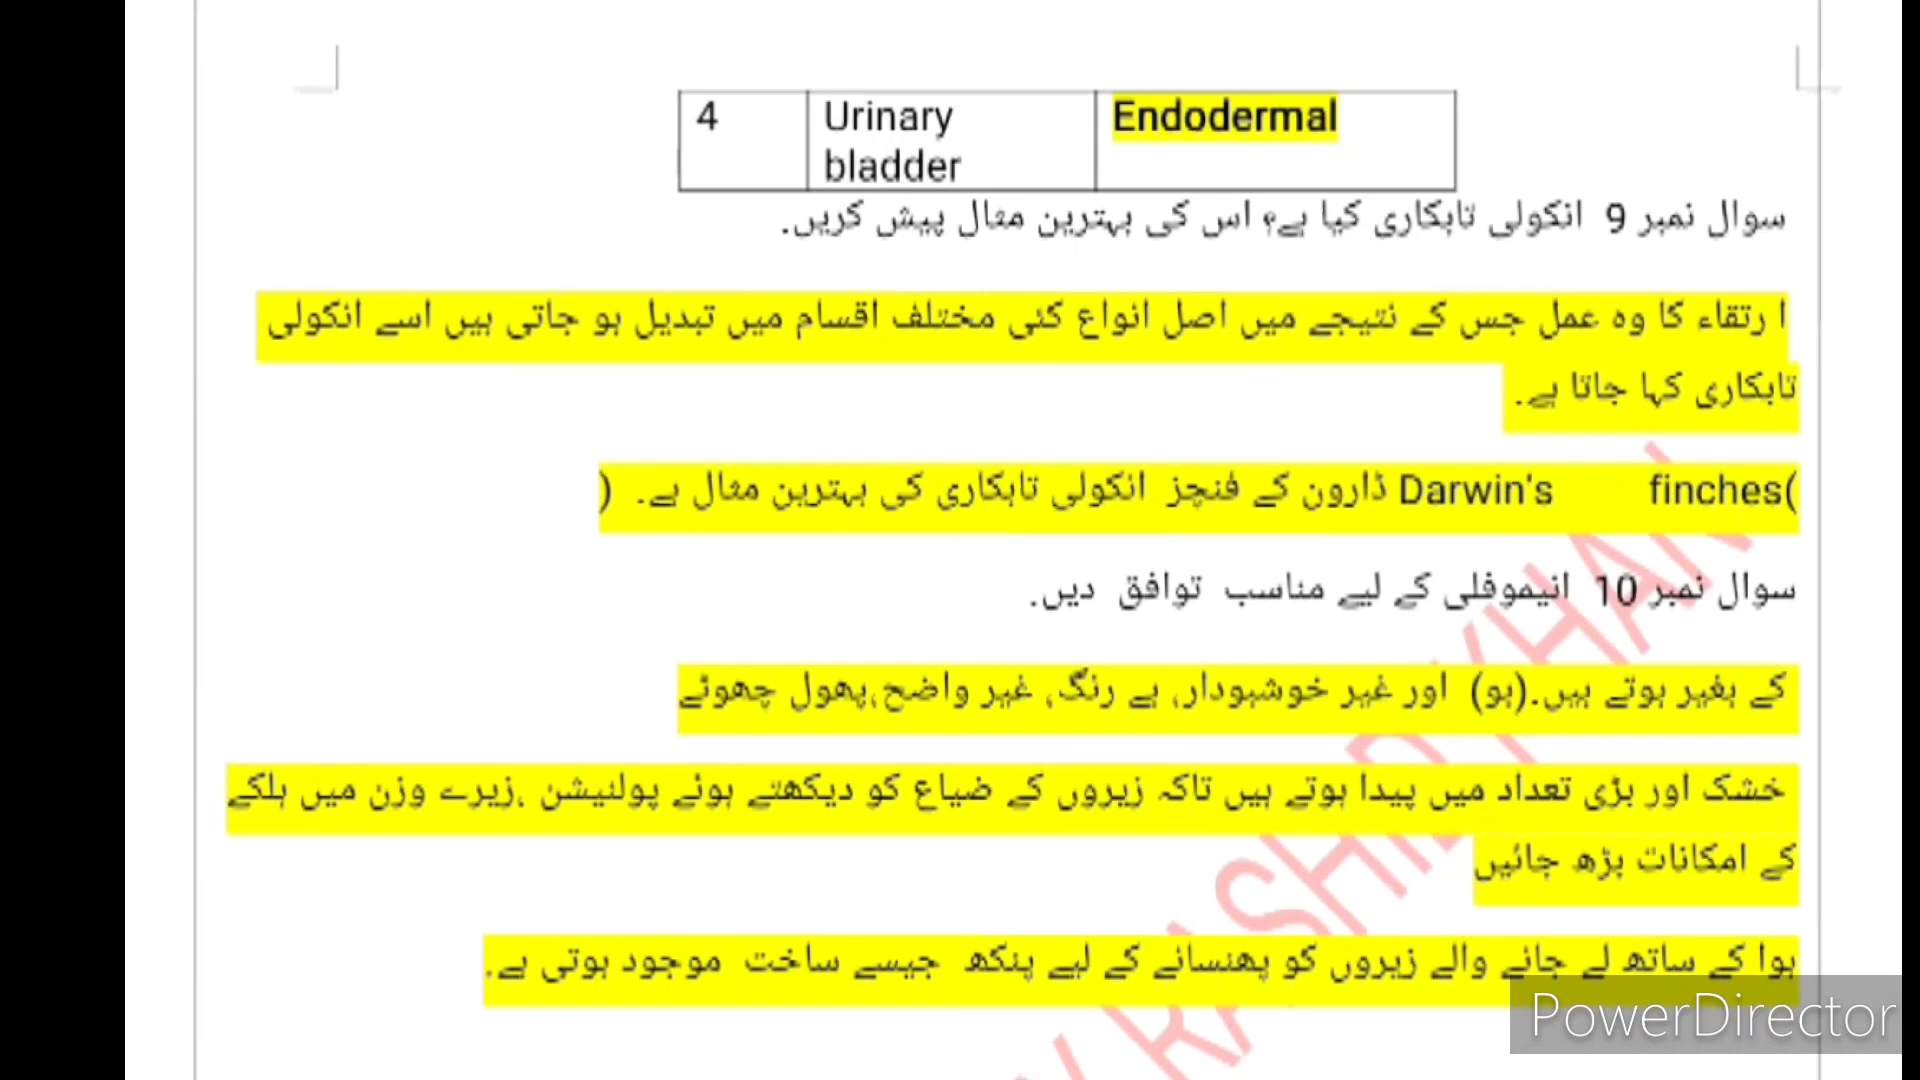 4 Urinary Endodermal
bladder
سوال نمبر 9 انکولی تابکاری کیا ہے؟ اس کی بہترین مثال پیش کریں.
ا رتقاء کا وہ عمل جس کے نتیجے میں اصل انواع کئی مختلف اقسام میں تبدیل ہو جاتی ہیں اسے انکولی
تابکاری کہا جاتا ہے.
)Darwin's finches( ڈارون کے فنچز انکولی تابکاری کی بہترین مثال ہے. (
سوال نمبر 10 انیموفلی کے لیے مناسب توافق دیں.
کے بغیر ہوتے ہیں.(بو) اور غیر خوشبودار، بے رنگ، غیر واضح،پھول چھوٹے
خشک اور بڑی تعداد میں پیدا ہوتے ہیں تاکہ زیروں کے ضیاع کو دیکھتے ہوئے پولنیشن ,زیرے وزن میں ہلکے
کے امکانات بڑھ جائیں
ہوا کے ساتھ لے جانے والے زیروں کو پھنسانے کے لیے پنکھ جیسے ساخت موجود ہوتی ہے.
RASHID KHAN
PowerDirector